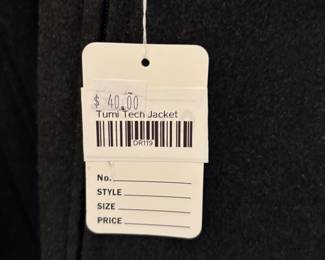 $ 40.00
Tumi Tech Jacket
DR119
No.
STYLE
SIZE
PRICE